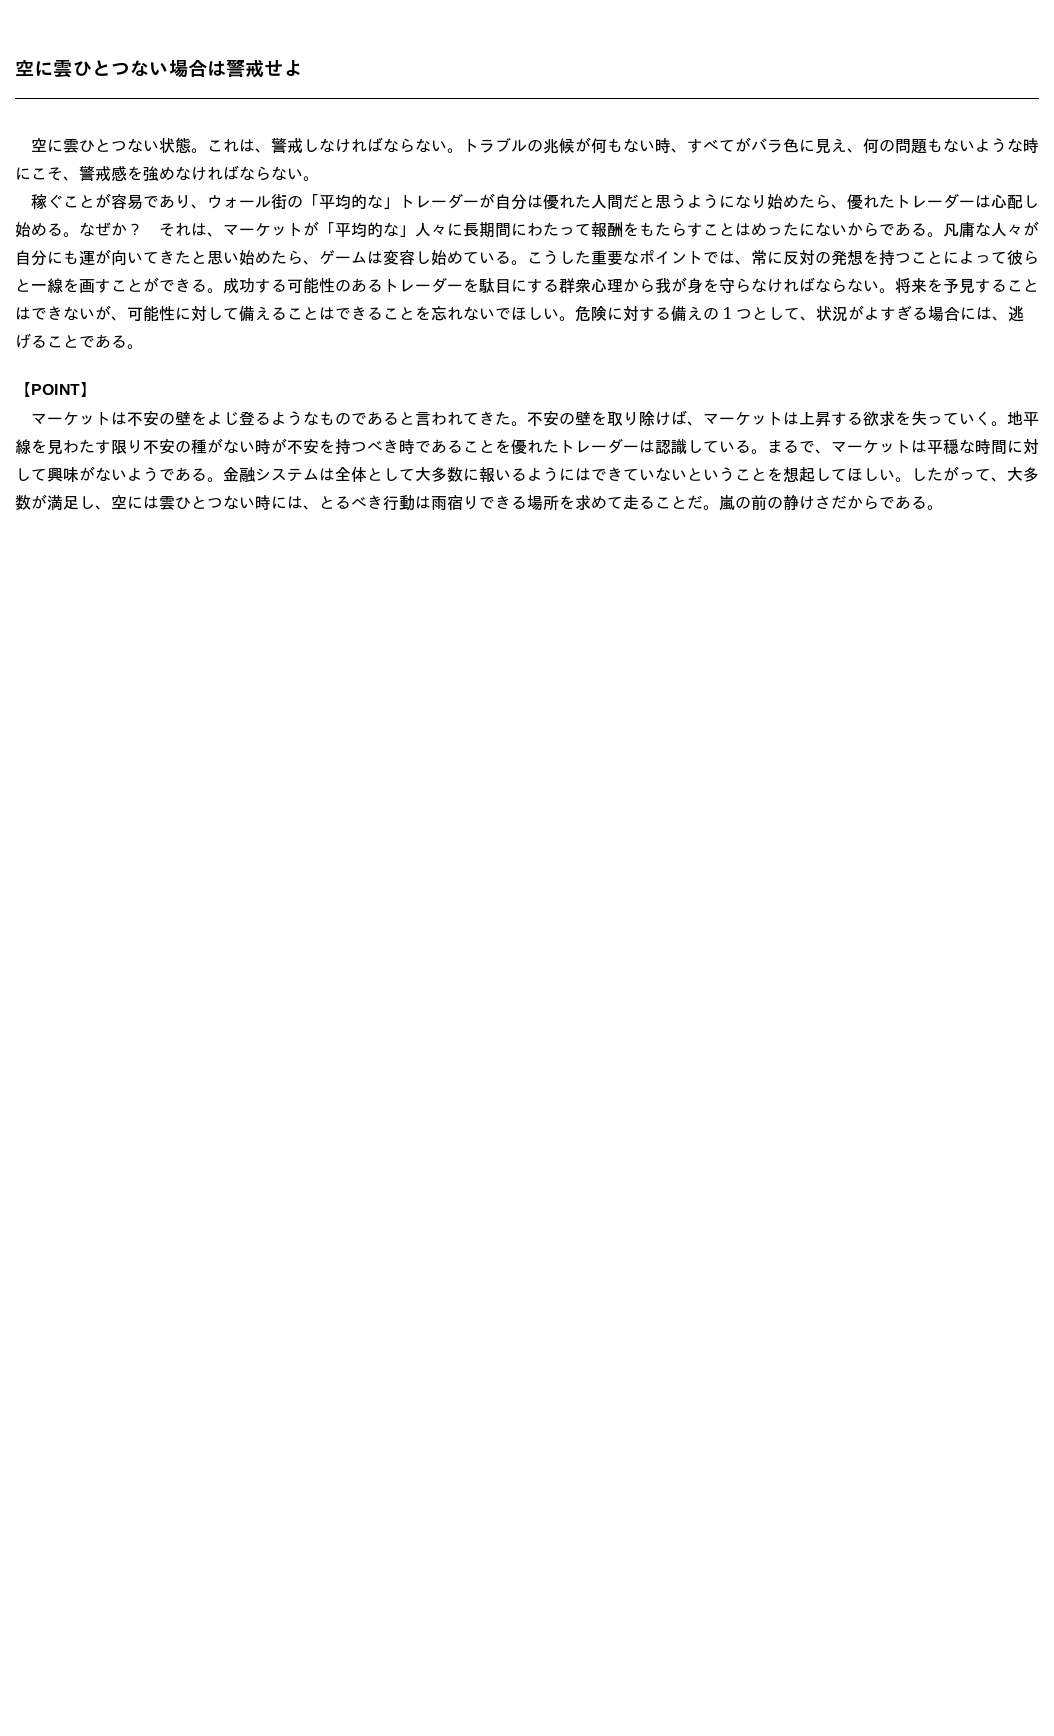 空に雲ひとつない場合は警戒せよ
　空に雲ひとつない状態。これは、警戒しなければならない。トラブルの兆候が何もない時、すべてがバラ色に見え、何の問題もないような時
にこそ、警戒感を強めなければならない。
　稼ぐことが容易であり、ウォール街の「平均的な」トレーダーが自分は優れた人間だと思うようになり始めたら、優れたトレーダーは心配し
始める。なぜか？　それは、マーケットが「平均的な」人々に長期間にわたって報酬をもたらすことはめったにないからである。凡庸な人々が
自分にも運が向いてきたと思い始めたら、ゲームは変容し始めている。こうした重要なポイントでは、常に反対の発想を持つことによって彼ら
と一線を画すことができる。成功する可能性のあるトレーダーを駄目にする群衆心理から我が身を守らなければならない。将来を予見すること
はできないが、可能性に対して備えることはできることを忘れないでほしい。危険に対する備えの１つとして、状況がよすぎる場合には、逃
げることである。
【POINT】
　マーケットは不安の壁をよじ登るようなものであると言われてきた。不安の壁を取り除けば、マーケットは上昇する欲求を失っていく。地平
線を見わたす限り不安の種がない時が不安を持つべき時であることを優れたトレーダーは認識している。まるで、マーケットは平穏な時間に対
して興味がないようである。金融システムは全体として大多数に報いるようにはできていないということを想起してほしい。したがって、大多
数が満足し、空には雲ひとつない時には、とるべき行動は雨宿りできる場所を求めて走ることだ。嵐の前の静けさだからである。